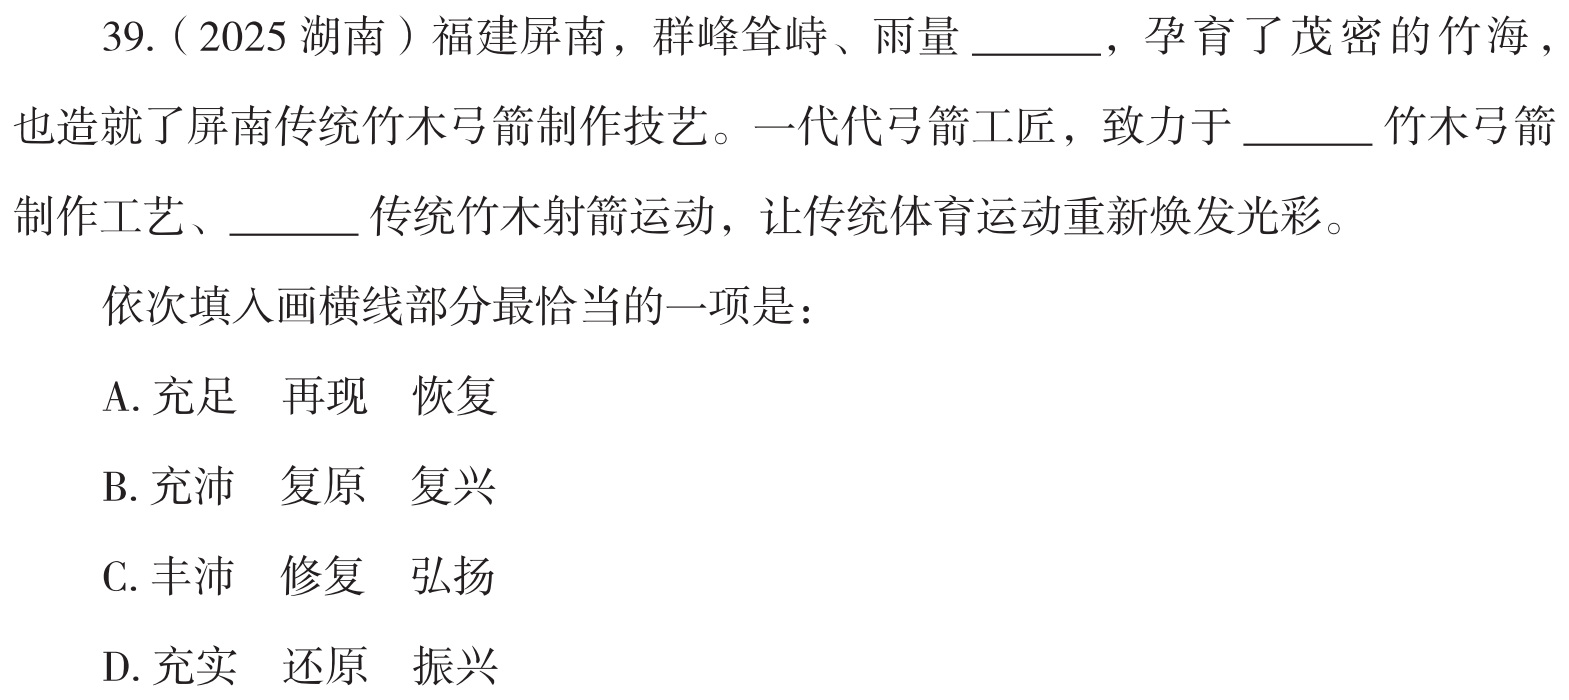 39.（2025 湖南）福建屏南，群峰耸峙、雨量 ______，孕育了茂密的竹海，
也造就了屏南传统竹木弓箭制作技艺。一代代弓箭工匠，致力于 ______ 竹木弓箭
制作工艺、______ 传统竹木射箭运动，让传统体育运动重新焕发光彩。
依次填入画横线部分最恰当的一项是：
A. 充足　再现　恢复
B. 充沛　复原　复兴
C. 丰沛　修复　弘扬
D. 充实　还原　振兴